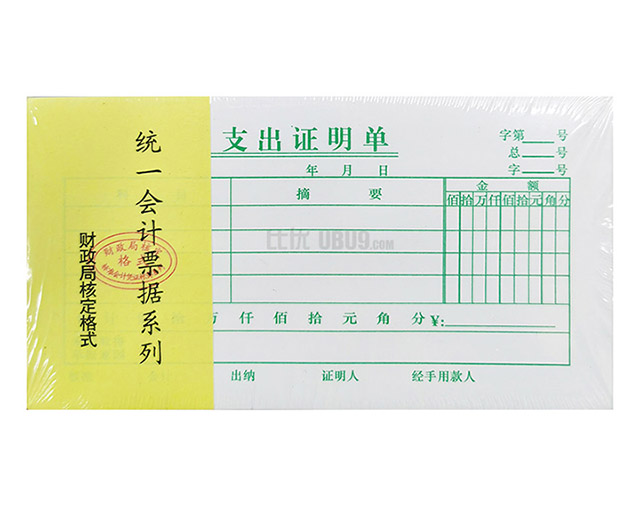 统一会计票据系列
财政局核定格式
支出证明单
字第 号
总 号
字 号
年 月 日
摘 要
金 额
佰拾万仟佰拾元角分
万 仟 佰 拾 元 角 分 ¥:
出纳 证明人 经手用款人
比优 UBU9.com